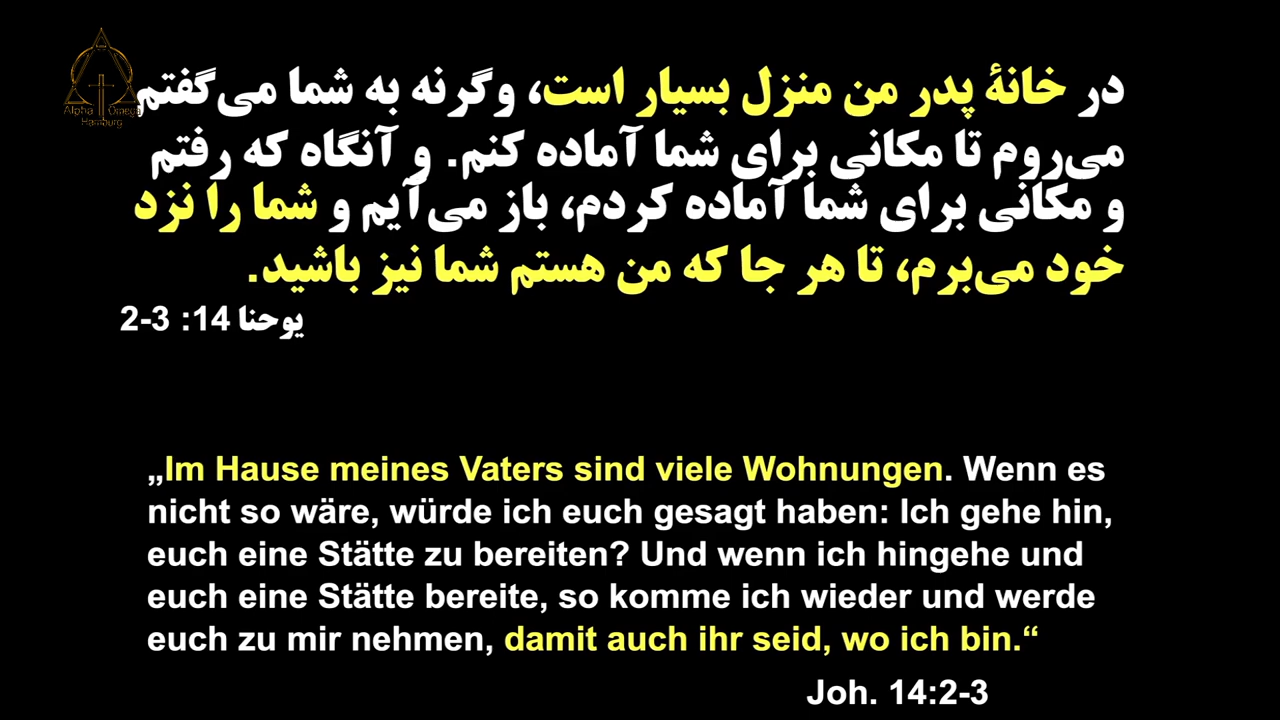 Alpha Omega
Hamburg
در خانهٔ پدر من منزل بسیار است، وگرنه به شما می‌گفتم
می‌روم تا مکانی برای شما آماده کنم. و آنگاه که رفتم
و مکانی برای شما آماده کردم، باز می‌آیم و شما را نزد
خود می‌برم، تا هر جا که من هستم شما نیز باشید.
یوحنا 14: 2-3
„Im Hause meines Vaters sind viele Wohnungen. Wenn es
nicht so wäre, würde ich euch gesagt haben: Ich gehe hin,
euch eine Stätte zu bereiten? Und wenn ich hingehe und
euch eine Stätte bereite, so komme ich wieder und werde
euch zu mir nehmen, damit auch ihr seid, wo ich bin.“
Joh. 14:2-3